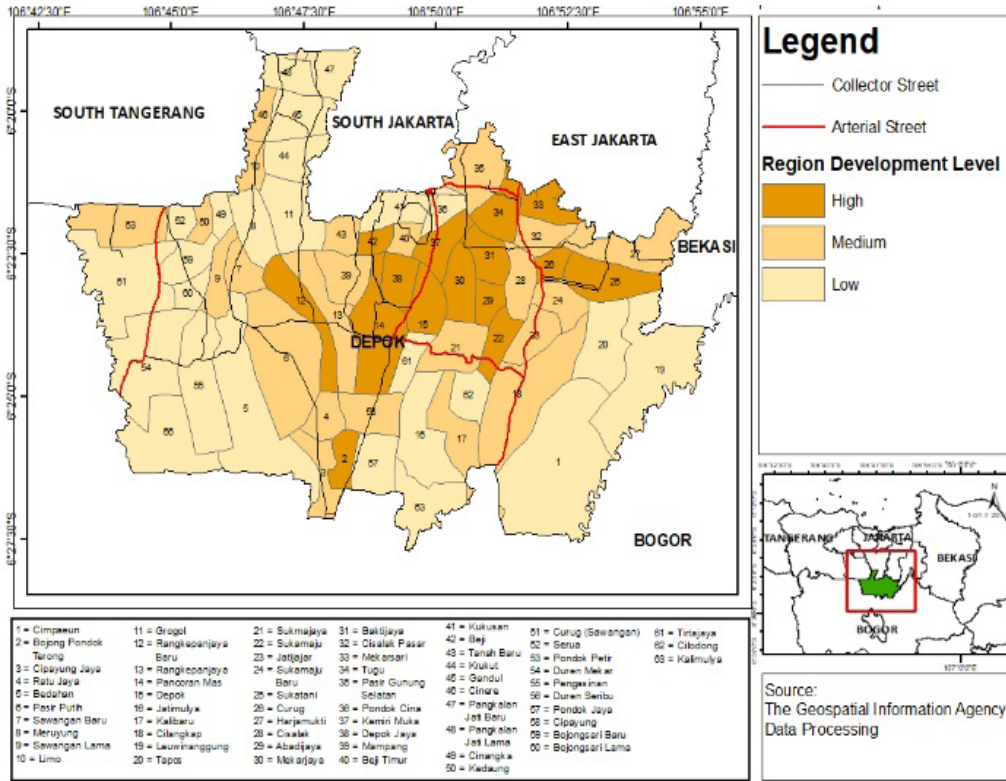 106°42'30"E 106°45'0"E 106°47'30"E 106°50'0"E 106°52'30"E 106°55'0"E
SOUTH TANGERANG
SOUTH JAKARTA
EAST JAKARTA
BEKASI
DEPOK
BOGOR
6°22'30"S
6°27'30"S
Legend
Collector Street
Arterial Street
Region Development Level
High
Medium
Low
N
TANGERANG
JAKARTA
BEKASI
BOGOR
Source:
The Geospatial Information Agency
Data Processing
1 = Cimpaeun
2 = Bojong Pondok
Terong
3 = Cipayung Jaya
4 = Ratu Jaya
5 = Bedahan
6 = Pasir Putih
7 = Sawangan Baru
8 = Meruyung
9 = Sawangan Lama
10 = Limo
11 = Grogol
12 = Rangkepanjaya
Baru
13 = Rangkepanjaya
14 = Pancoran Mas
15 = Depok
16 = Jatimulya
17 = Kalibaru
18 = Cilangkap
19 = Leuwinanggung
20 = Tapos
21 = Sukmajaya
22 = Sukamaju
23 = Jatijajar
24 = Sukamaju
Baru
25 = Sukatani
26 = Curug
27 = Harjamukti
28 = Cisalak
29 = Abadijaya
30 = Mekarjaya
31 = Baktijaya
32 = Cisalak Pasar
33 = Mekarsari
34 = Tugu
35 = Pasir Gunung
Selatan
36 = Pondok Cina
37 = Kemiri Muka
38 = Depok Jaya
39 = Mampang
40 = Beji Timur
41 = Kukusan
42 = Beji
43 = Tanah Baru
44 = Krukut
45 = Gandul
46 = Cinere
47 = Pangkalan
Jati Baru
48 = Pangkalan
Jati Lama
49 = Cinangka
50 = Kedaung
51 = Curug (Sawangan)
52 = Serua
53 = Pondok Petir
54 = Duren Mekar
55 = Pengasinan
56 = Duren Seribu
57 = Pondok Jaya
58 = Cipayung
59 = Bojongsari Baru
60 = Bojongsari Lama
61 = Tirtajaya
62 = Cilodong
63 = Kalimulya